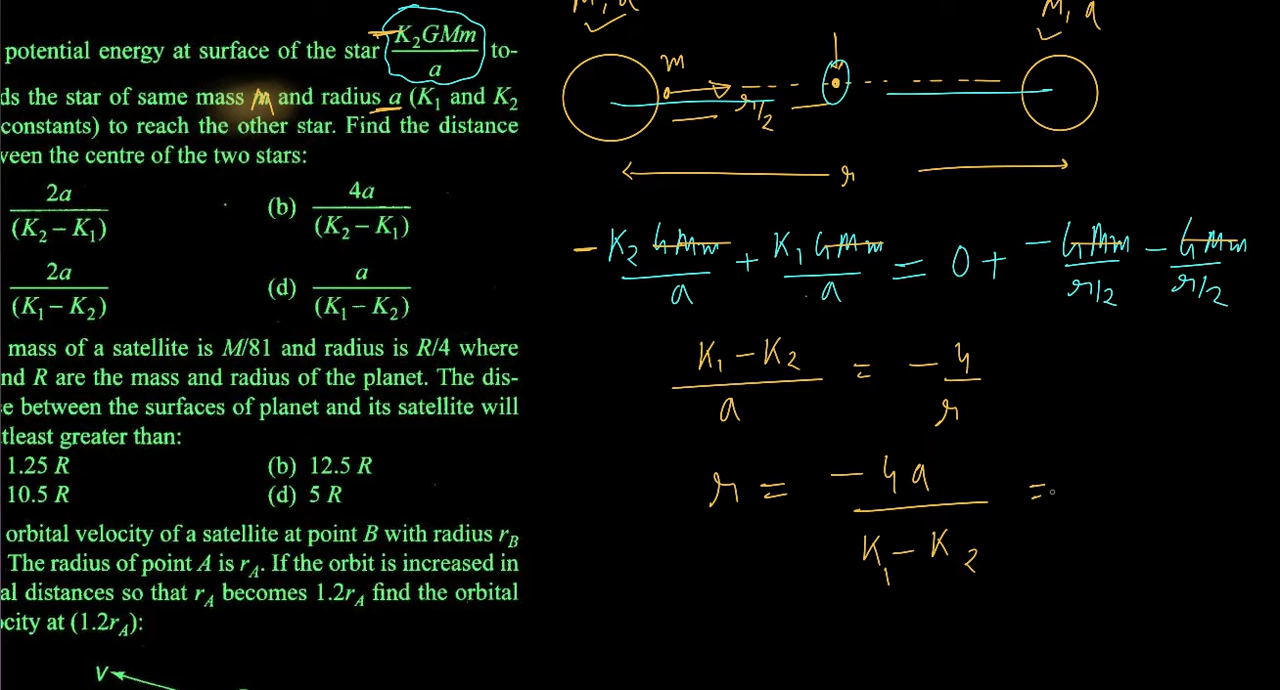 potential energy at surface of the star -K₂GMm/a to-
ds the star of same mass m and radius a (K₁ and K₂
constants) to reach the other star. Find the distance
veen the centre of the two stars:
2a/(K₂ – K₁) (b) 4a/(K₂ – K₁)
2a/(K₁ – K₂) (d) a/(K₁ – K₂)
mass of a satellite is M/81 and radius is R/4 where
nd R are the mass and radius of the planet. The dis-
e between the surfaces of planet and its satellite will
tleast greater than:
1.25 R (b) 12.5 R
10.5 R (d) 5 R
orbital velocity of a satellite at point B with radius r_B
The radius of point A is r_A. If the orbit is increased in
al distances so that r_A becomes 1.2r_A find the orbital
ocity at (1.2r_A):
V
M, a M, a
m
r/2
r
- K₂ GMm/a + K₁ GMm/a = 0 + - GMm/r/2 - GMm/r/2
K₁ - K₂/a = - 4/r
r = - 4a/K₁ - K₂ =